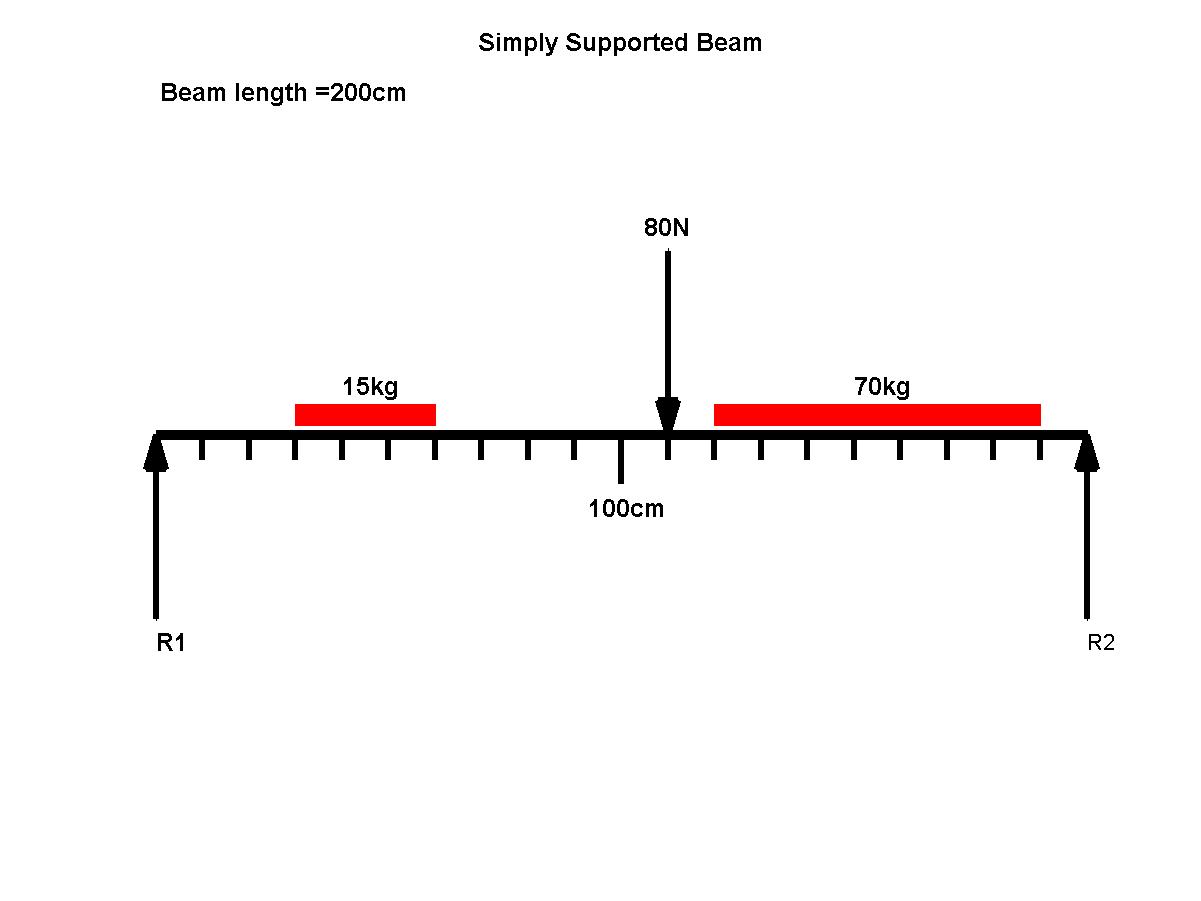 Simply Supported Beam
Beam length =200cm
80N
15kg
70kg
100cm
R1
R2